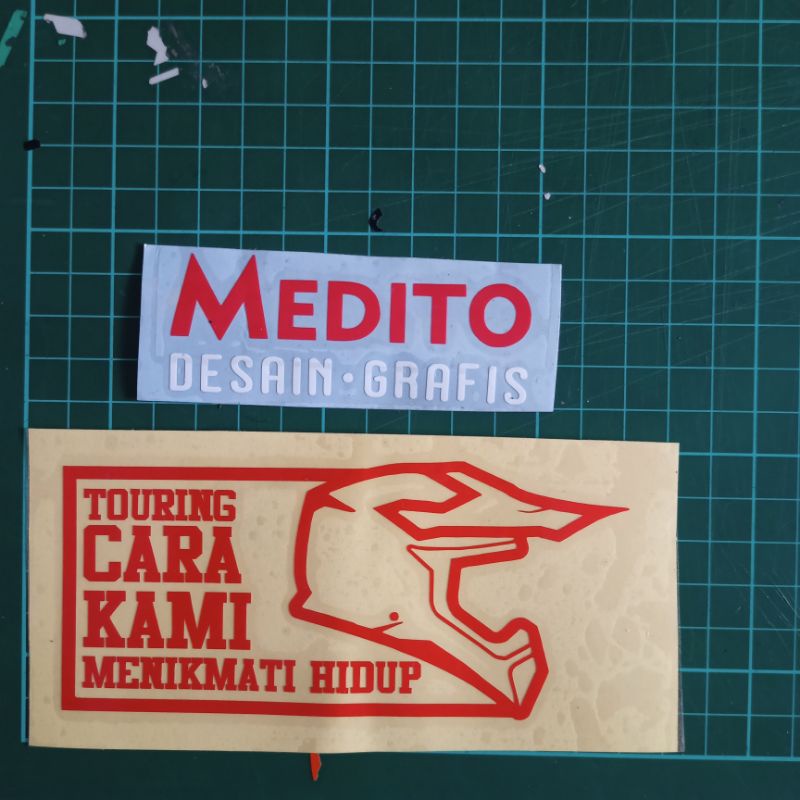 MEDITO
DESAIN · GRAFIS
TOURING
CARA
KAMI
MENIKMATI HIDUP